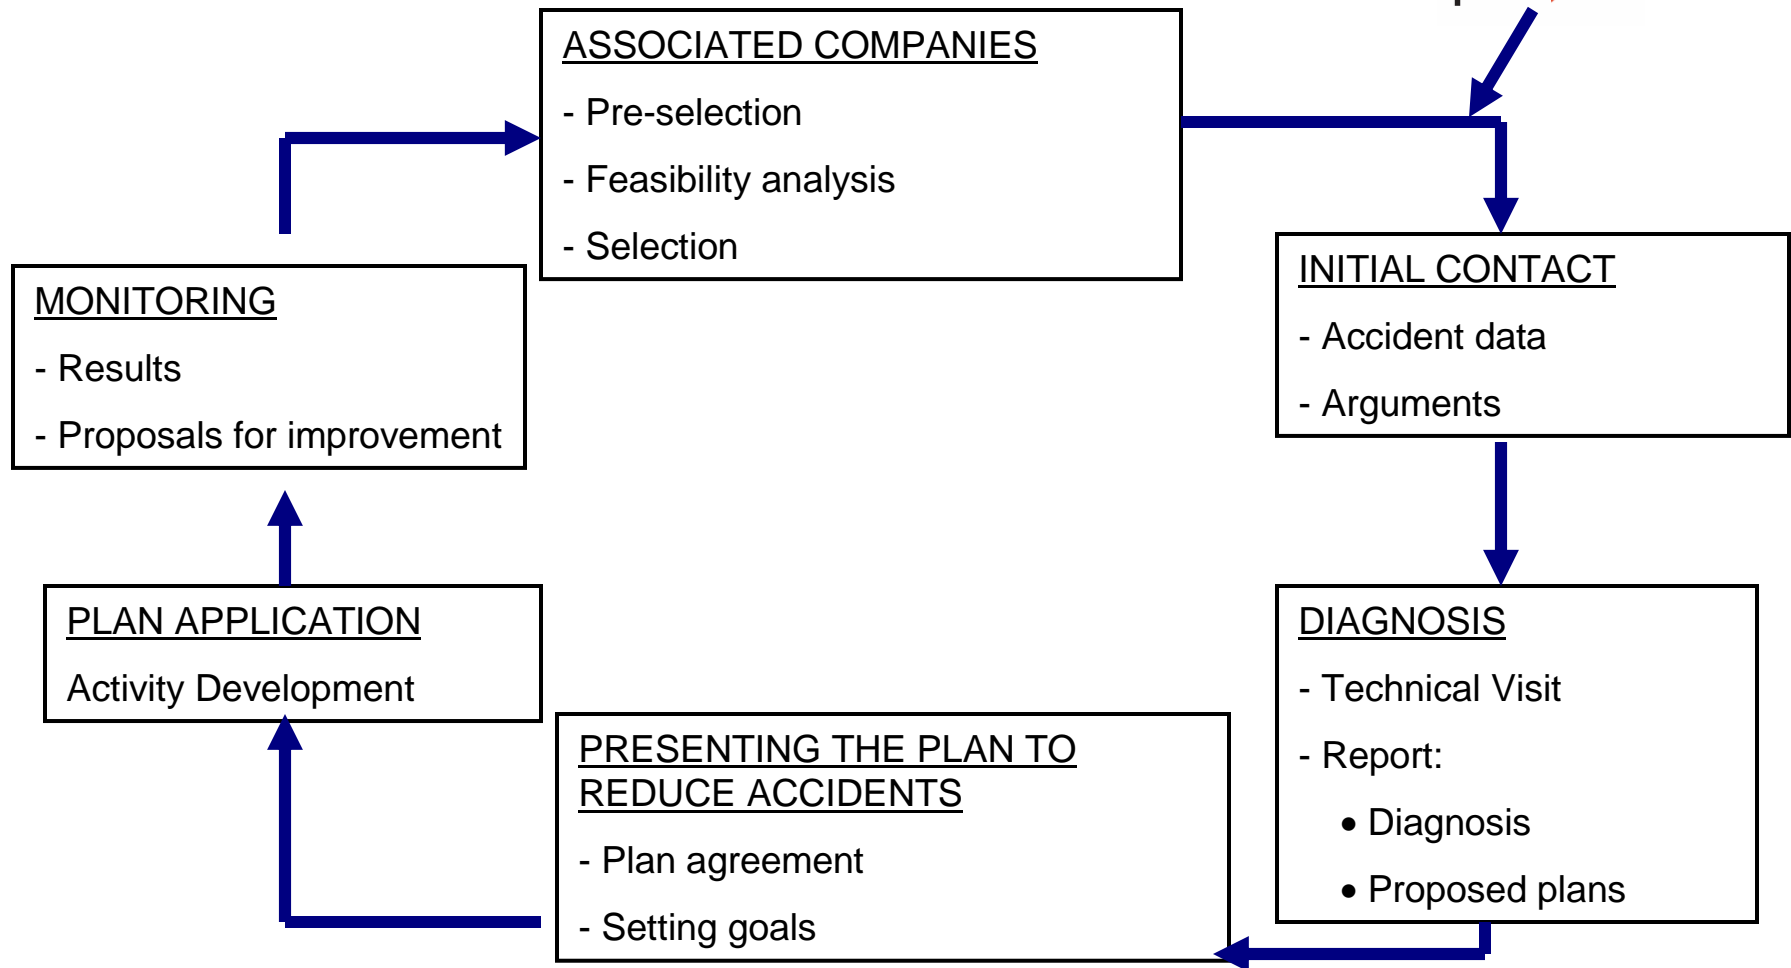 ASSOCIATED COMPANIES
- Pre-selection
- Feasibility analysis
- Selection
INITIAL CONTACT
- Accident data
- Arguments
DIAGNOSIS
- Technical Visit
- Report:
• Diagnosis
• Proposed plans
PRESENTING THE PLAN TO
REDUCE ACCIDENTS
- Plan agreement
- Setting goals
PLAN APPLICATION
Activity Development
MONITORING
- Results
- Proposals for improvement